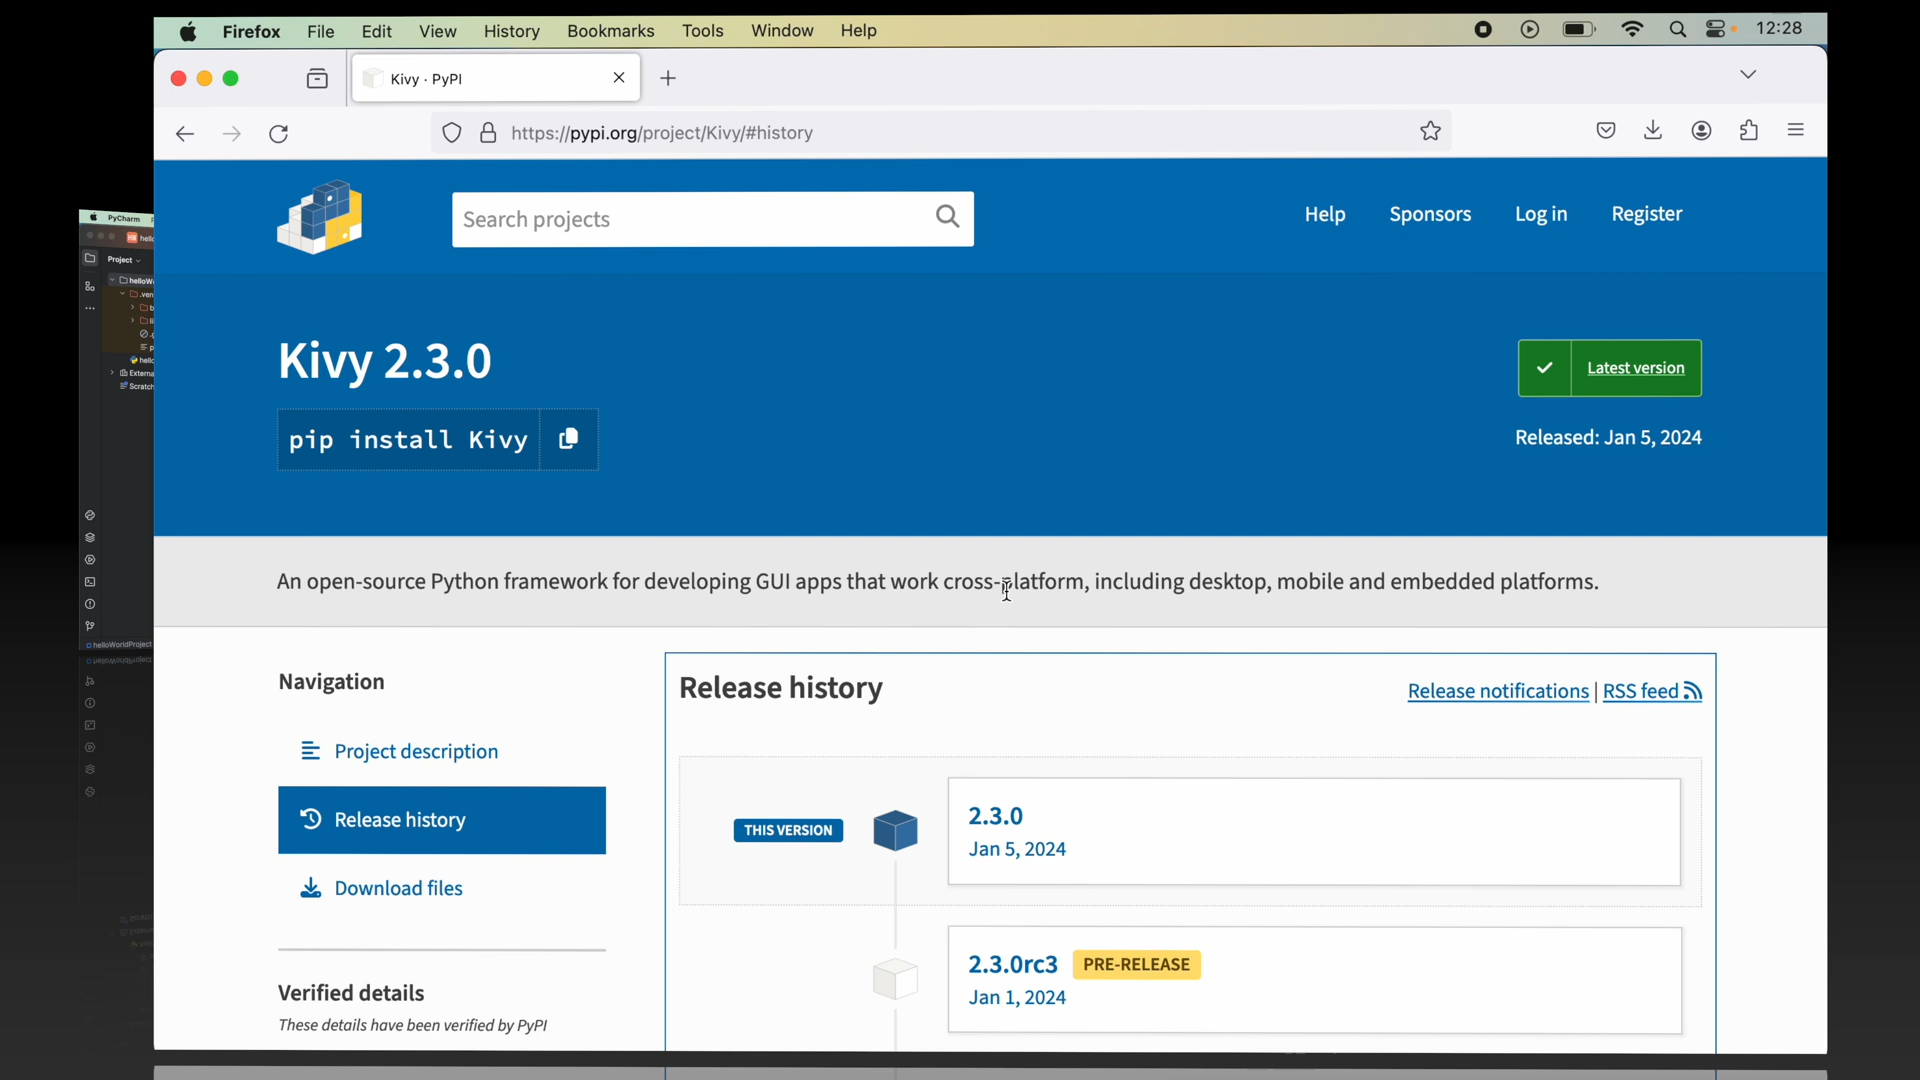 Firefox File Edit View History Bookmarks Tools Window Help 12:28
Kivy · PyPI
https://pypi.org/project/Kivy/#history
PyCharm
Project
Search projects
Help Sponsors Log in Register
Kivy 2.3.0
pip install Kivy
Latest version
Released: Jan 5, 2024
An open-source Python framework for developing GUI apps that work cross-platform, including desktop, mobile and embedded platforms.
helloWorldProject
Navigation
Project description
Release history
Download files
Verified details
These details have been verified by PyPI
Release history
Release notifications | RSS feed
THIS VERSION
2.3.0
Jan 5, 2024
2.3.0rc3 PRE-RELEASE
Jan 1, 2024